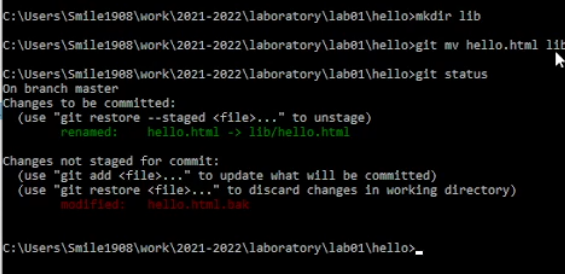 C:\Users\Smile1908\work\2021-2022\laboratory\lab01\hello>mkdir lib
C:\Users\Smile1908\work\2021-2022\laboratory\lab01\hello>git mv hello.html lib
C:\Users\Smile1908\work\2021-2022\laboratory\lab01\hello>git status
On branch master
Changes to be committed:
(use "git restore --staged <file>..." to unstage)
renamed: hello.html -> lib/hello.html
Changes not staged for commit:
(use "git add <file>..." to update what will be committed)
(use "git restore <file>..." to discard changes in working directory)
modified: hello.html.bak
C:\Users\Smile1908\work\2021-2022\laboratory\lab01\hello>